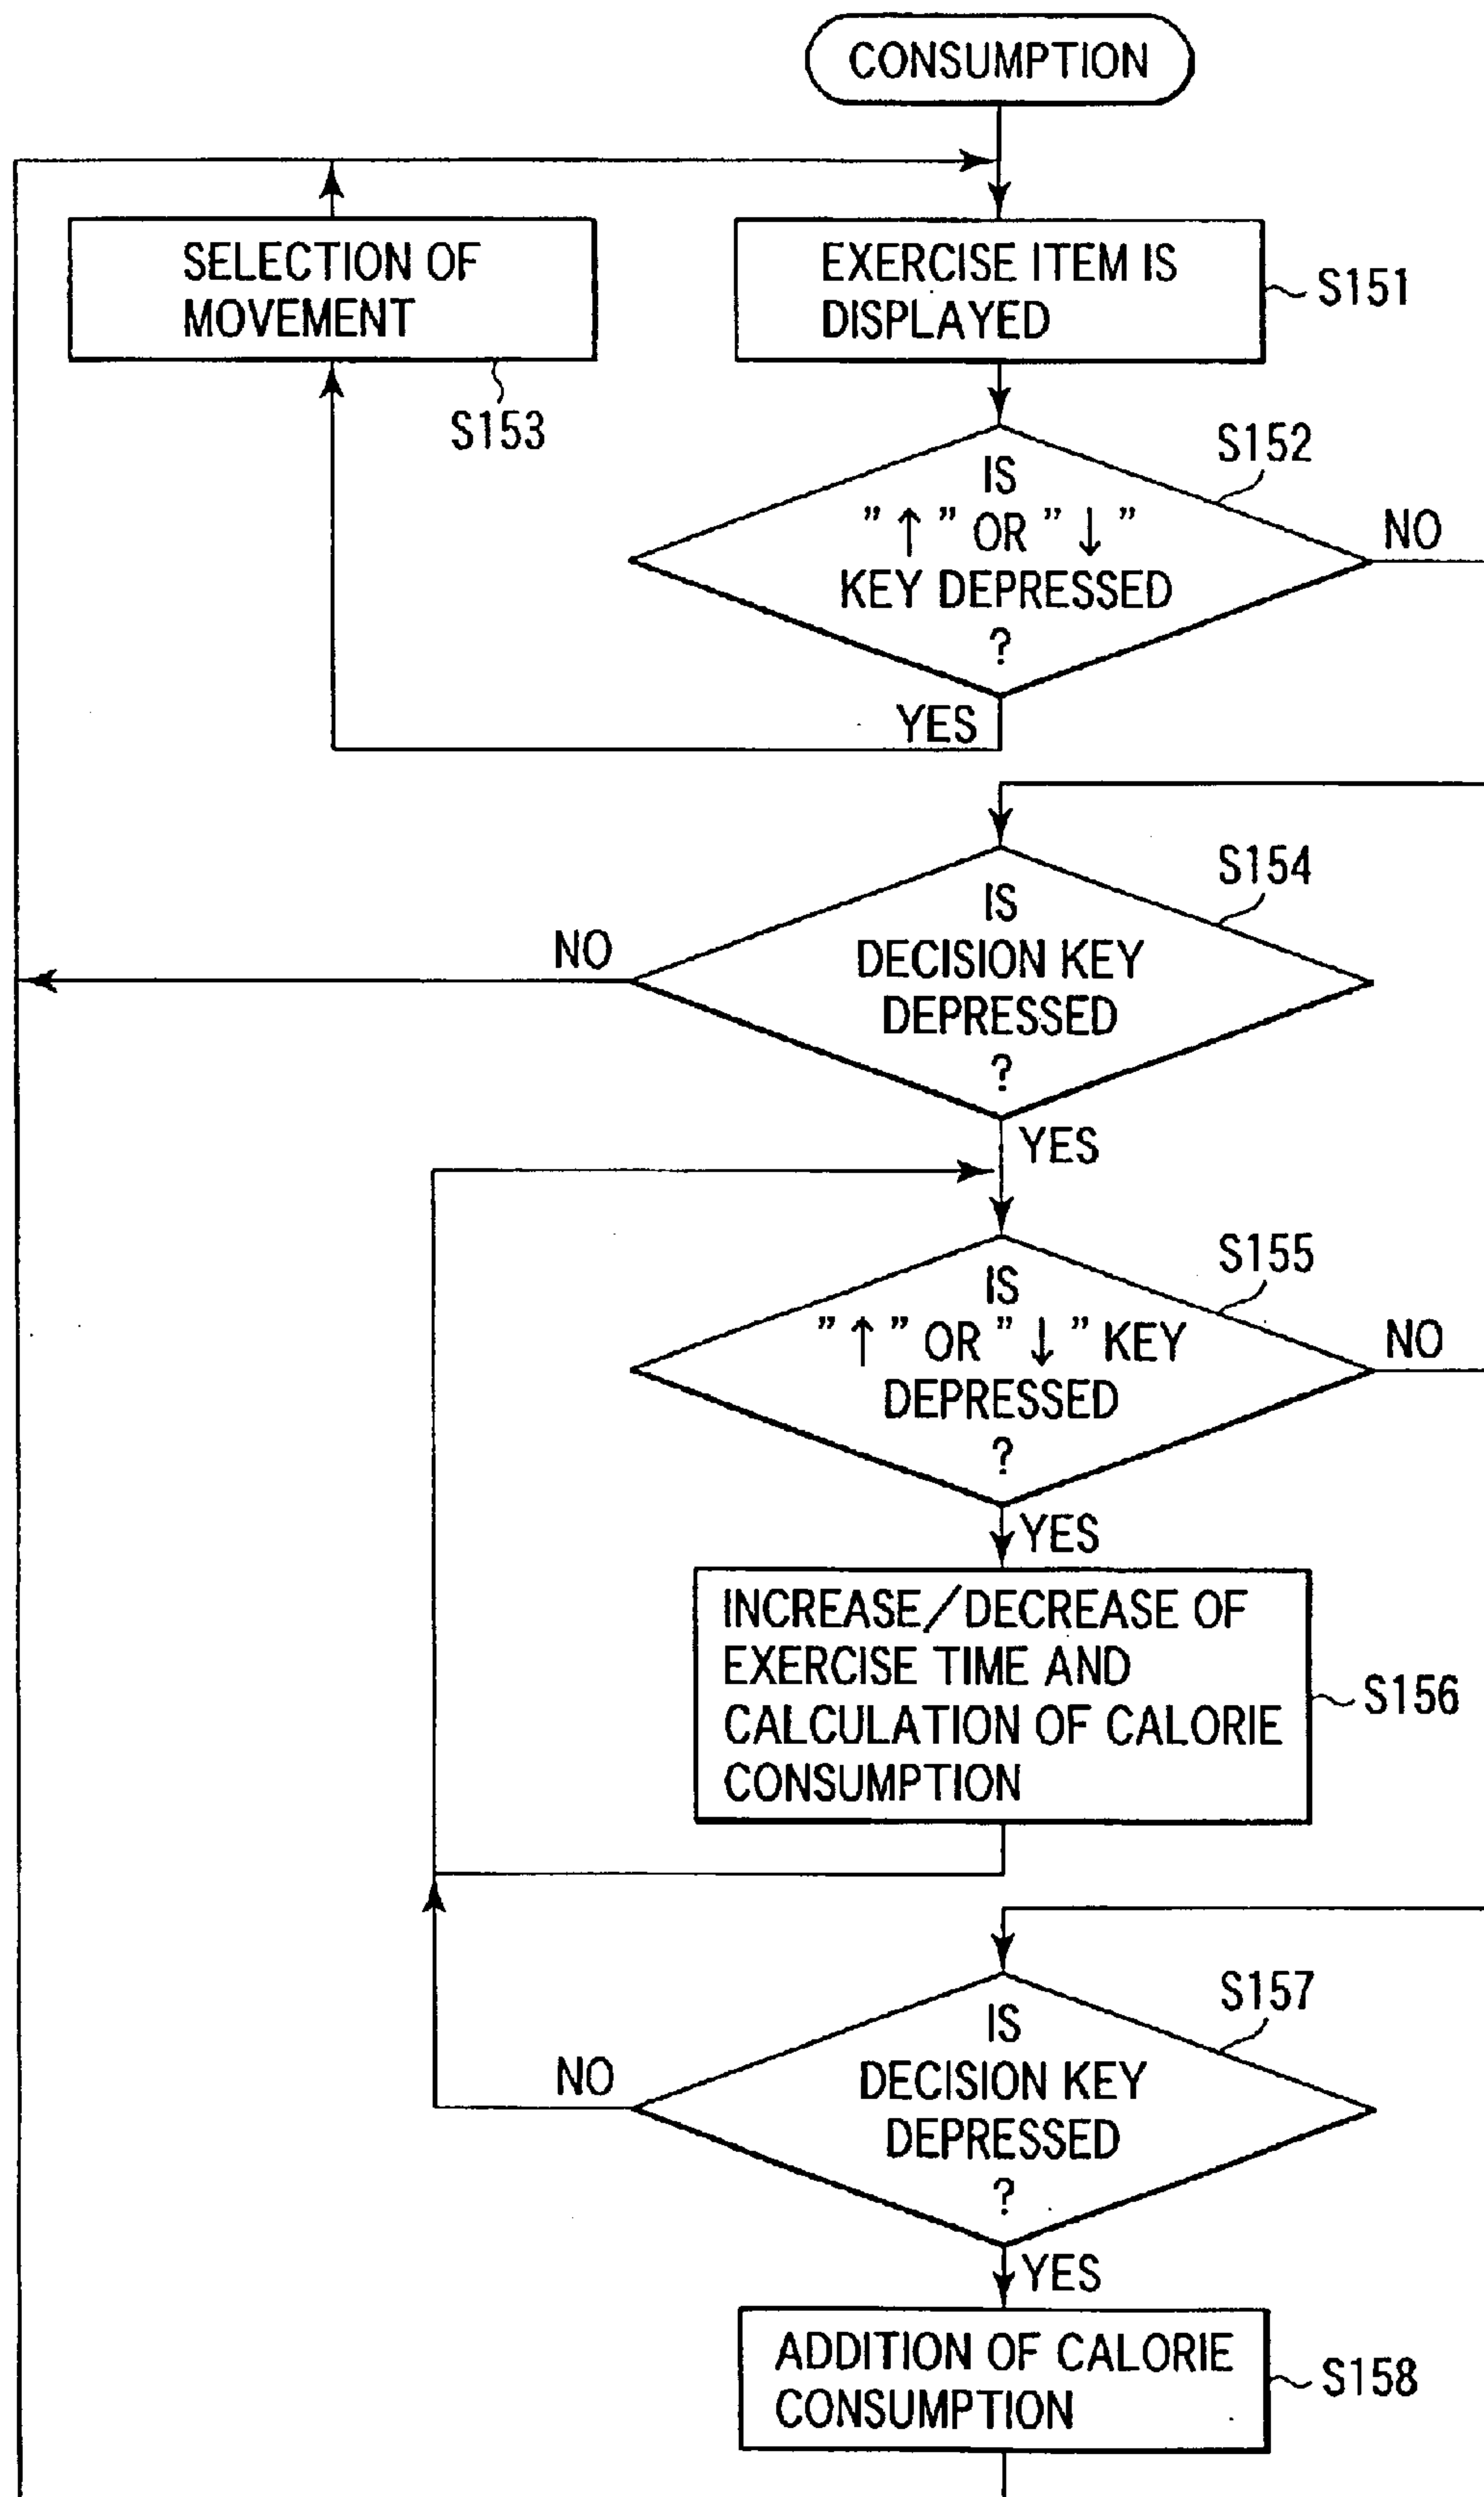 CONSUMPTION
SELECTION OF
MOVEMENT
S153
EXERCISE ITEM IS
DISPLAYED
S151
S152
IS
"↑" OR "↓"
KEY DEPRESSED
?
NO
YES
S154
IS
DECISION KEY
DEPRESSED
?
NO
YES
S155
IS
"↑" OR "↓" KEY
DEPRESSED
?
NO
YES
INCREASE/DECREASE OF
EXERCISE TIME AND
CALCULATION OF CALORIE
CONSUMPTION
S156
S157
IS
DECISION KEY
DEPRESSED
?
NO
YES
ADDITION OF CALORIE
CONSUMPTION
S158